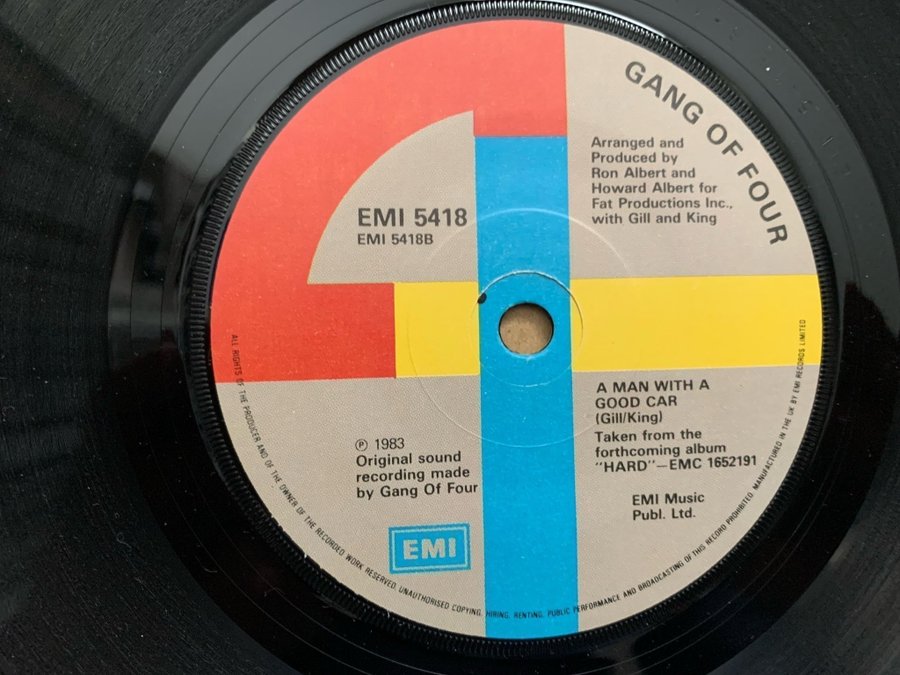 GANG OF FOUR
Arranged and
Produced by
Ron Albert and
Howard Albert for
Fat Productions Inc.,
with Gill and King
EMI 5418
EMI 5418B
A MAN WITH A
GOOD CAR
(Gill/King)
Taken from the
forthcoming album
"HARD"–EMC 1652191
EMI Music
Publ. Ltd.
℗ 1983
Original sound
recording made
by Gang Of Four
EMI
ALL RIGHTS OF THE PRODUCER AND OF THE OWNER OF THE RECORDED WORK RESERVED. UNAUTHORISED COPYING, HIRING, RENTING, PUBLIC PERFORMANCE AND BROADCASTING OF THIS RECORD PROHIBITED. MANUFACTURED IN THE UK BY EMI RECORDS LIMITED